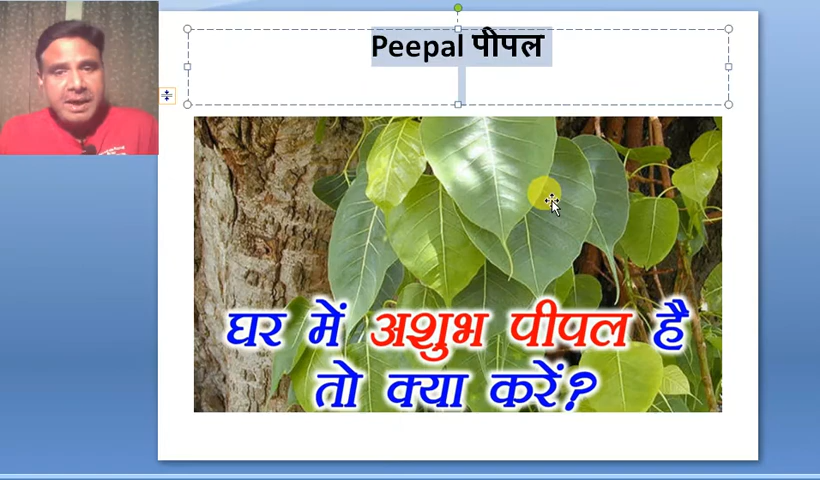 Peepal पीपल
घर में अशुभ पीपल है
तो क्या करें?